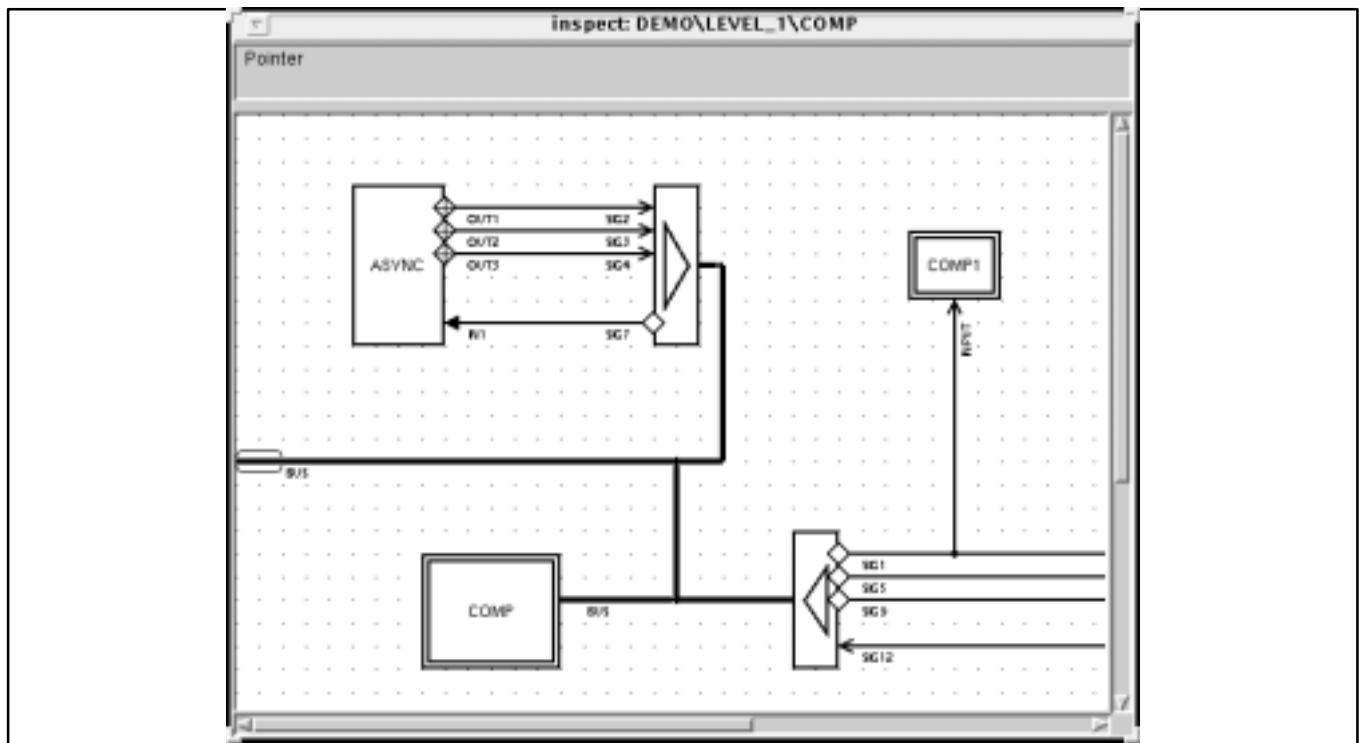 inspect: DEMO\LEVEL_1\COMP
Pointer
OUT1 SIG2
OUT2 SIG3
ASYNC OUT3 SIG4 COMP1
IN1 SIG7
INPUT
BUS
SIG1
SIG5
COMP BUS SIG9
SIG12